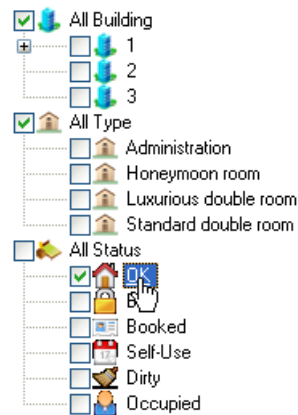 All Building
1
2
3
All Type
Administration
Honeymoon room
Luxurious double room
Standard double room
All Status
OK
Booked
Self-Use
Dirty
Occupied